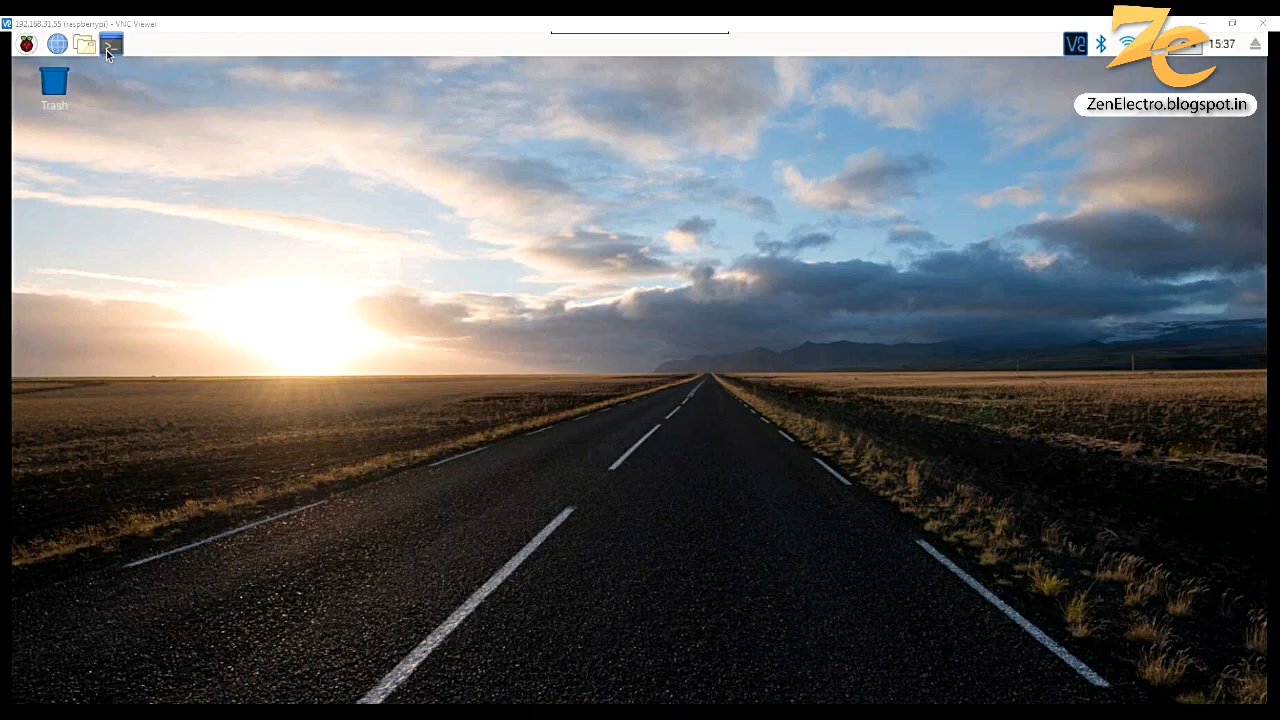 192.168.31.55 (raspberrypi) - VNC Viewer
15:37
ZE
ZenElectro.blogspot.in
Trash